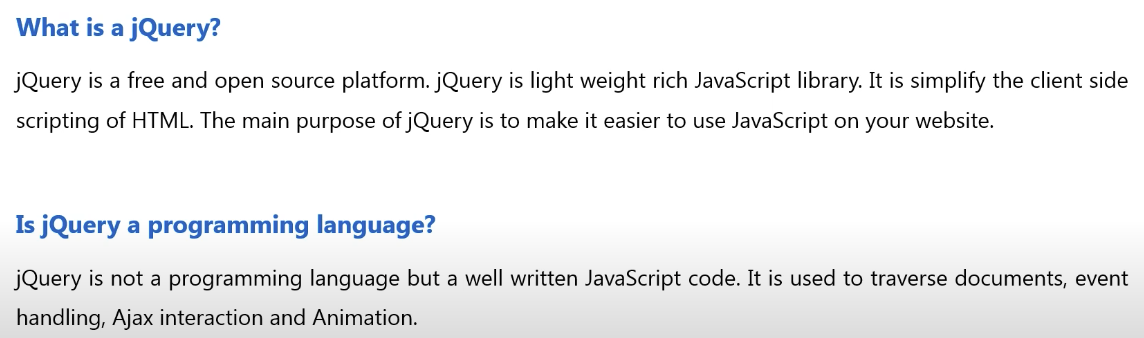 What is a jQuery?
jQuery is a free and open source platform. jQuery is light weight rich JavaScript library. It is simplify the client side
scripting of HTML. The main purpose of jQuery is to make it easier to use JavaScript on your website.
Is jQuery a programming language?
jQuery is not a programming language but a well written JavaScript code. It is used to traverse documents, event
handling, Ajax interaction and Animation.